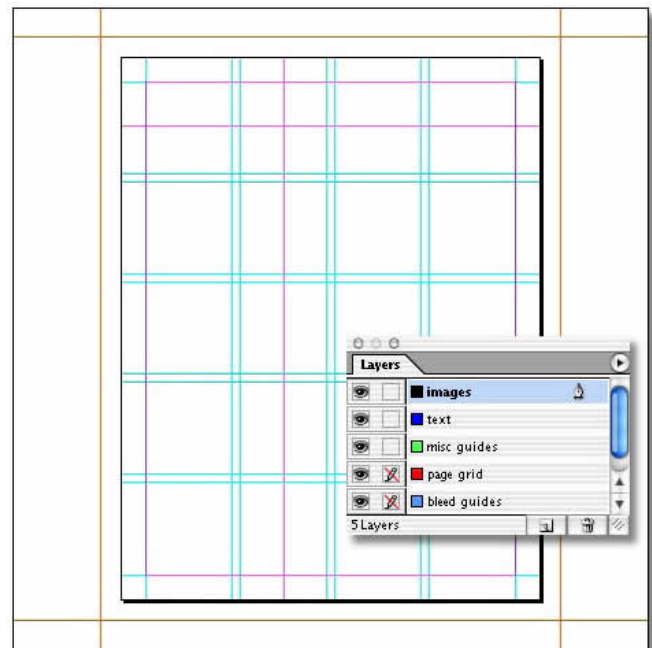 Layers
images
text
misc guides
page grid
bleed guides
5 Layers